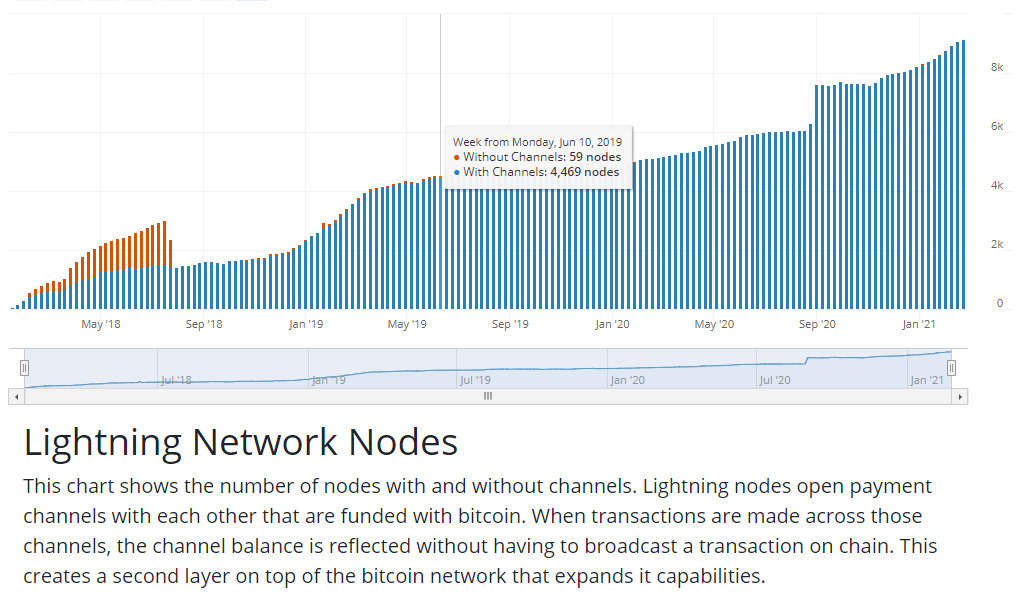 8k
6k
Week from Monday, Jun 10, 2019
Without Channels: 59 nodes
With Channels: 4,469 nodes
4k
2k
0
May '18 Sep '18 Jan '19 May '19 Sep '19 Jan '20 May '20 Sep '20 Jan '21
Jul '18 Jan '19 Jul '19 Jan '20 Jul '20 Jan '21
Lightning Network Nodes
This chart shows the number of nodes with and without channels. Lightning nodes open payment
channels with each other that are funded with bitcoin. When transactions are made across those
channels, the channel balance is reflected without having to broadcast a transaction on chain. This
creates a second layer on top of the bitcoin network that expands it capabilities.